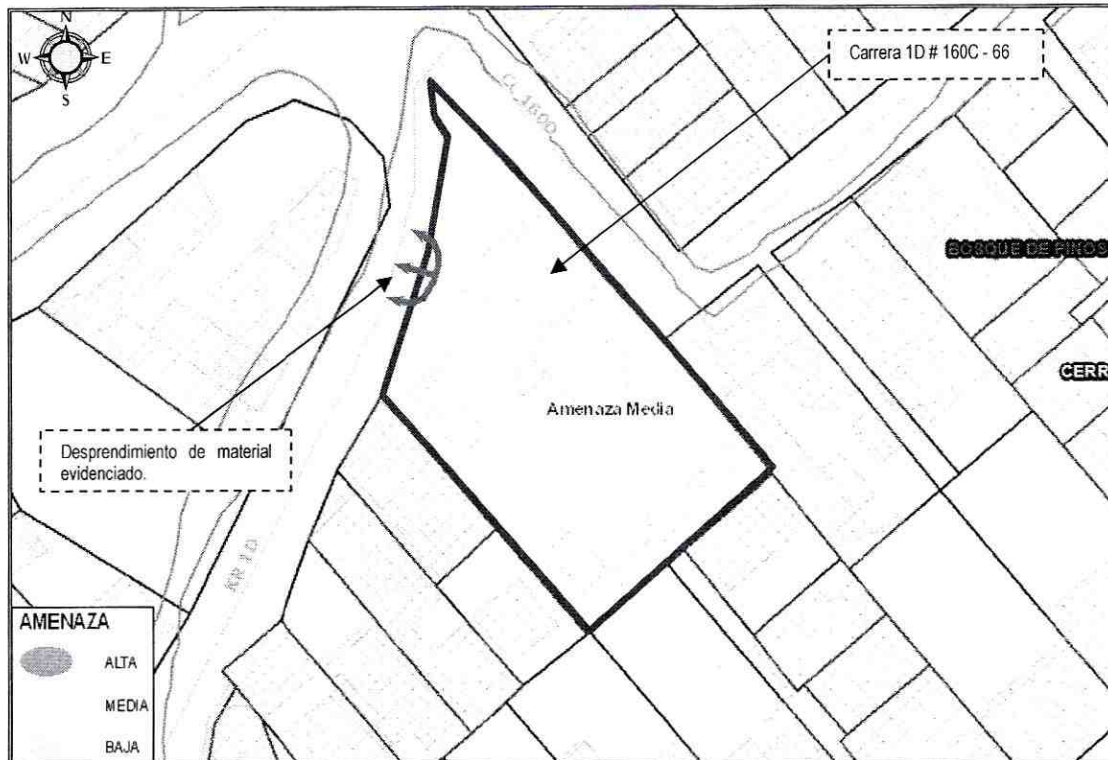 N
W E
S
Carrera 1D # 160C - 66
CL 160D
BOSQUE DE PINOS
CERR
Amenaza Media
Desprendimiento de material
evidenciado.
KR 1D
AMENAZA
ALTA
MEDIA
BAJA